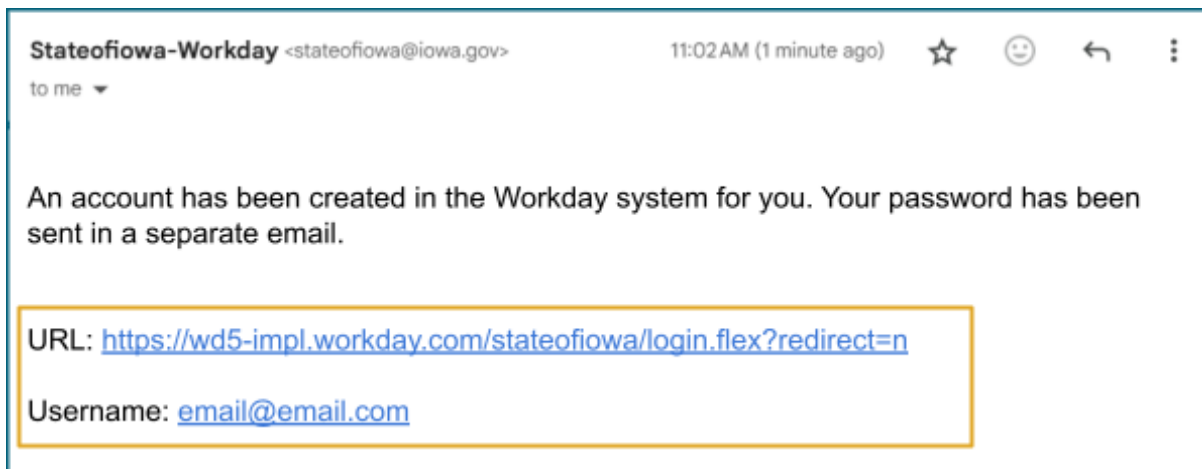 Stateofiowa-Workday <stateofiowa@iowa.gov> 11:02 AM (1 minute ago)
to me
An account has been created in the Workday system for you. Your password has been
sent in a separate email.
URL: https://wd5-impl.workday.com/stateofiowa/login.flex?redirect=n
Username: email@email.com